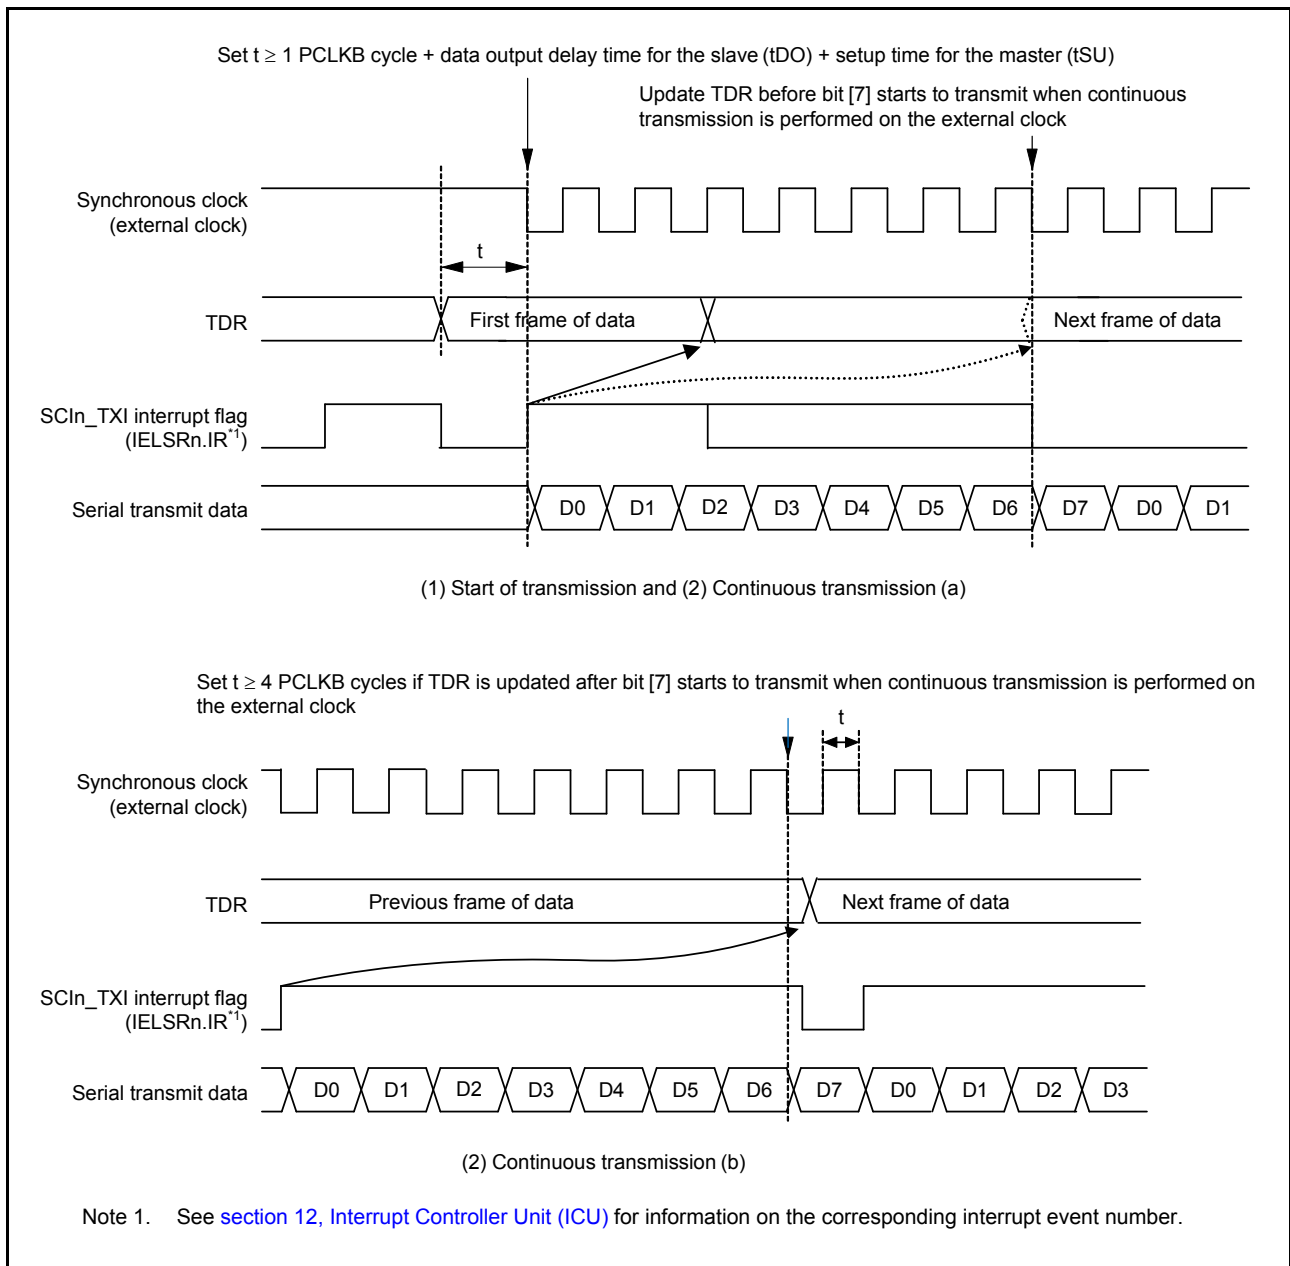 Set t ≥ 1 PCLKB cycle + data output delay time for the slave (tDO) + setup time for the master (tSU)
Update TDR before bit [7] starts to transmit when continuous
transmission is performed on the external clock
Synchronous clock
(external clock)
t
TDR
First frame of data
Next frame of data
SCIn_TXI interrupt flag
(IELSRn.IR*1)
Serial transmit data
D0 D1 D2 D3 D4 D5 D6 D7 D0 D1
(1) Start of transmission and (2) Continuous transmission (a)
Set t ≥ 4 PCLKB cycles if TDR is updated after bit [7] starts to transmit when continuous transmission is performed on
the external clock
t
Synchronous clock
(external clock)
TDR
Previous frame of data
Next frame of data
SCIn_TXI interrupt flag
(IELSRn.IR*1)
Serial transmit data
D0 D1 D2 D3 D4 D5 D6 D7 D0 D1 D2 D3
(2) Continuous transmission (b)
Note 1. See section 12, Interrupt Controller Unit (ICU) for information on the corresponding interrupt event number.